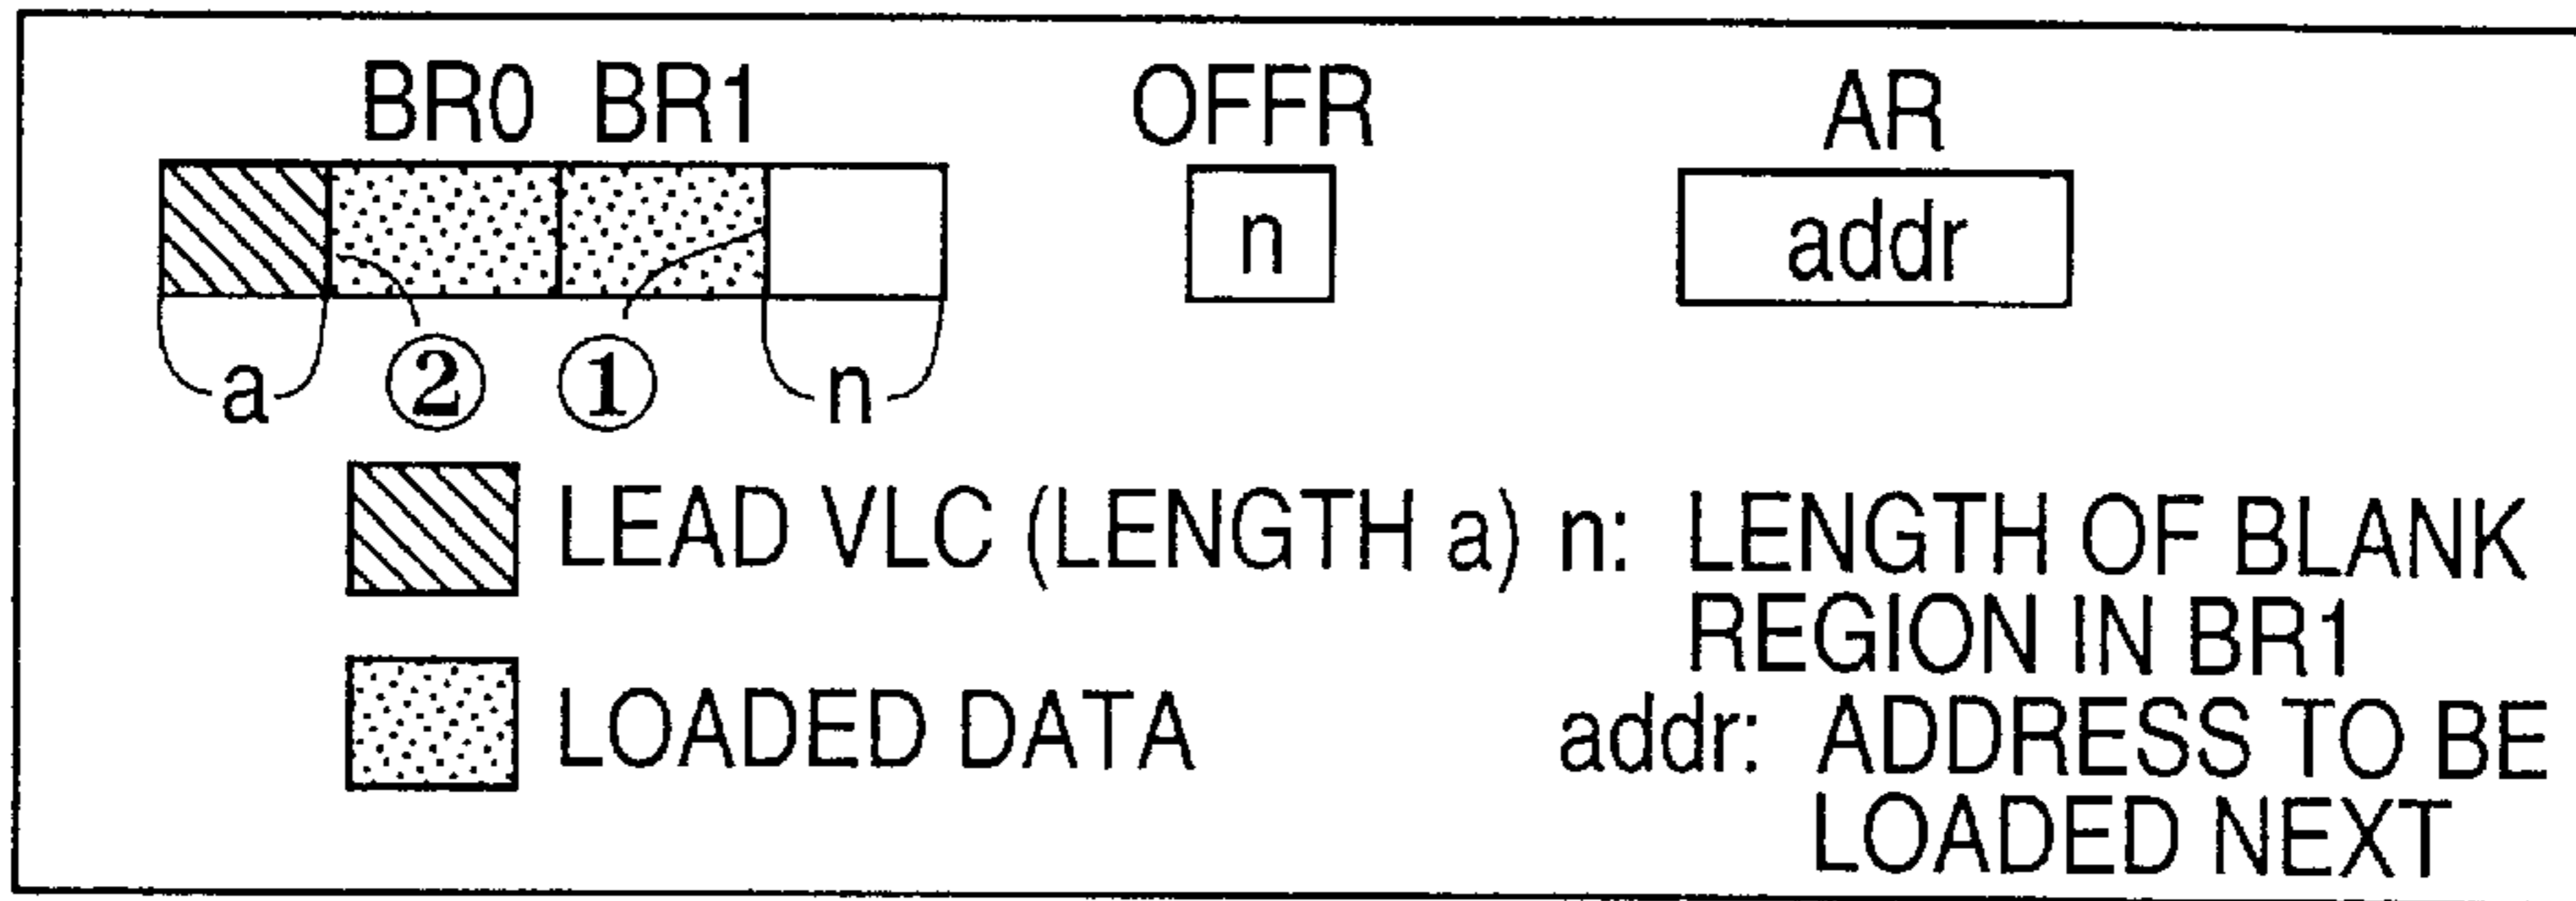 BR0 BR1 OFFR AR
n addr
a ② ① n
LEAD VLC (LENGTH a) n: LENGTH OF BLANK
REGION IN BR1
LOADED DATA addr: ADDRESS TO BE
LOADED NEXT